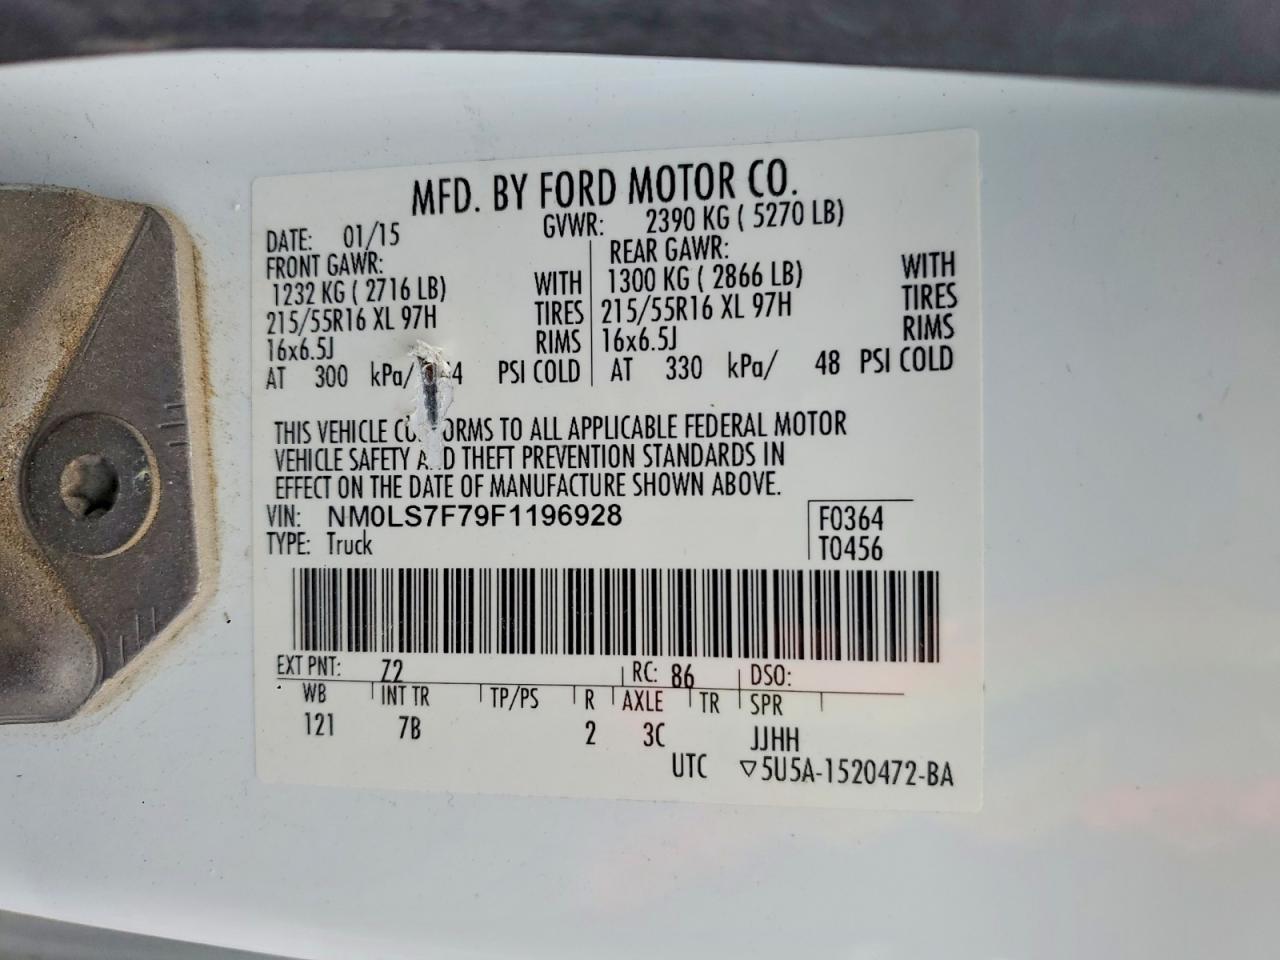 MFD. BY FORD MOTOR CO.
DATE: 01/15 GVWR: 2390 KG ( 5270 LB)
FRONT GAWR: REAR GAWR:
1232 KG ( 2716 LB) WITH 1300 KG ( 2866 LB) WITH
215/55R16 XL 97H TIRES 215/55R16 XL 97H TIRES
16x6.5J RIMS 16x6.5J RIMS
AT 300 kPa/ PSI COLD AT 330 kPa/ 48 PSI COLD
THIS VEHICLE CONFORMS TO ALL APPLICABLE FEDERAL MOTOR
VEHICLE SAFETY AND THEFT PREVENTION STANDARDS IN
EFFECT ON THE DATE OF MANUFACTURE SHOWN ABOVE.
VIN: NM0LS7F79F1196928 F0364
TYPE: Truck T0456
EXT PNT: Z2 RC: 86 DSO:
WB INT TR TP/PS R AXLE TR SPR
121 7B 2 3C JJHH
UTC ▽5U5A-1520472-BA